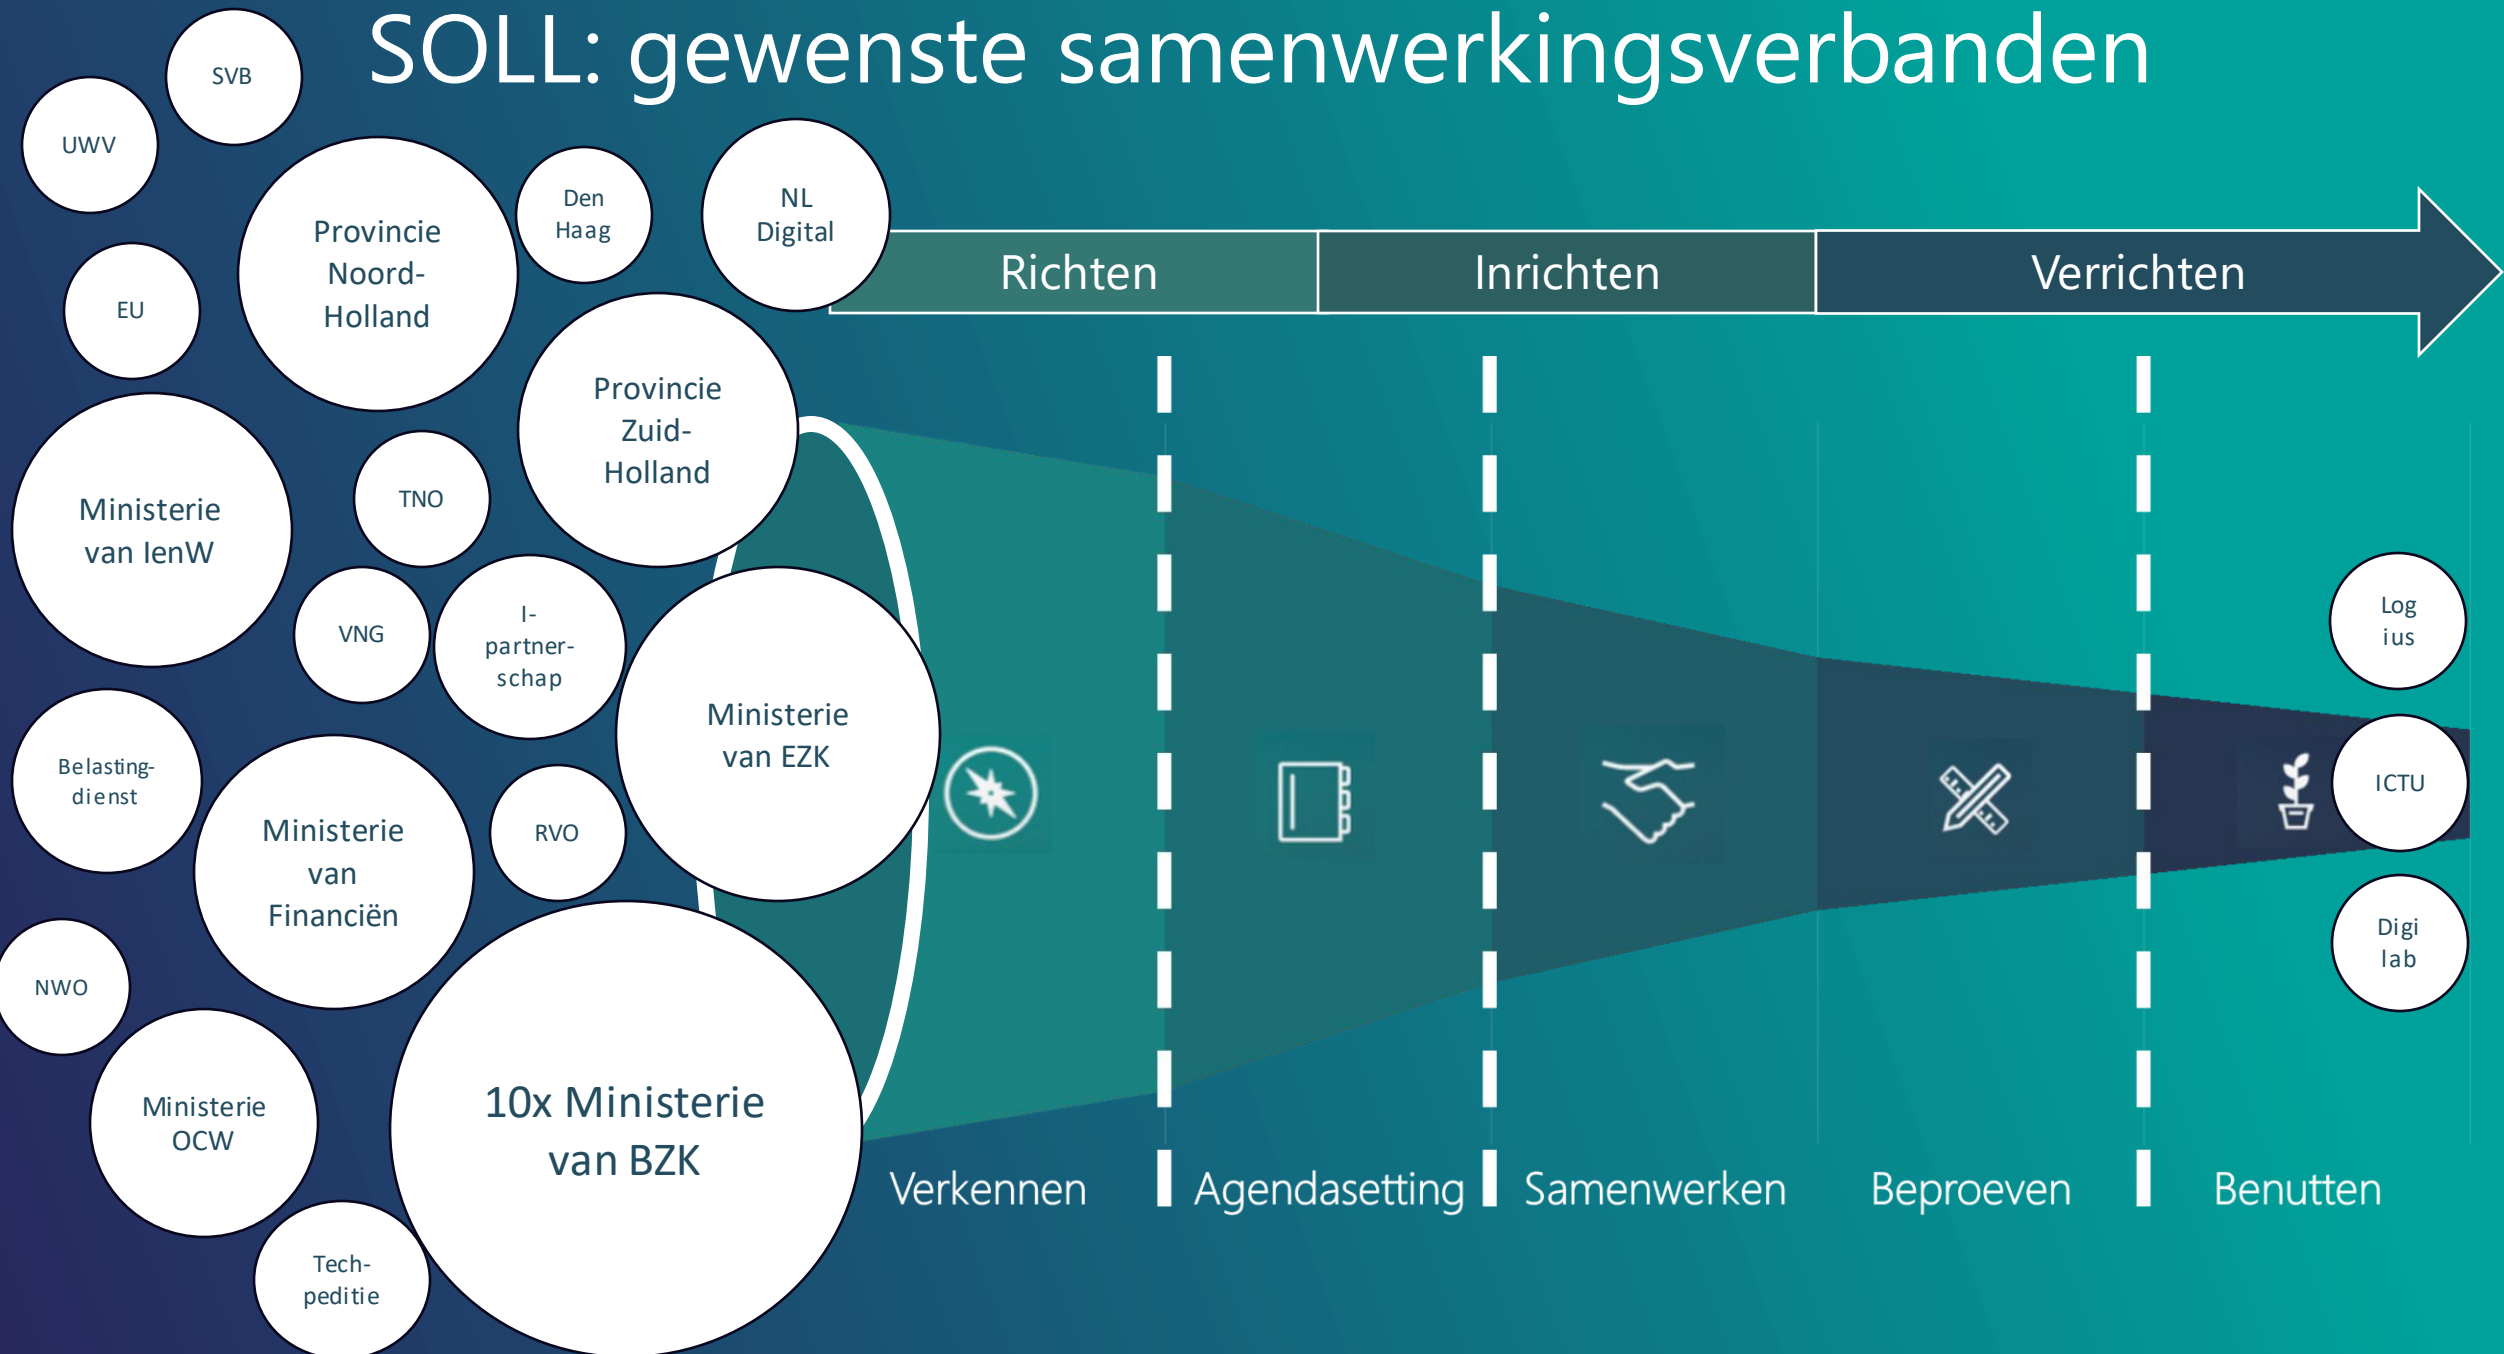 SOLL: gewenste samenwerkingsverbanden
SVB
UWV
Provincie
Noord-
Holland
Den
Haag
NL
Digital
EU
Richten
Inrichten
Verrichten
Provincie
Zuid-
Holland
Ministerie
van IenW
TNO
VNG
I-
partner-
schap
Ministerie
van EZK
Belasting-
dienst
Ministerie
van
Financiën
RVO
NWO
Ministerie
OCW
10x Ministerie
van BZK
Tech-
peditie
Log
ius
ICTU
Digi
lab
Verkennen
Agendasetting
Samenwerken
Beproeven
Benutten